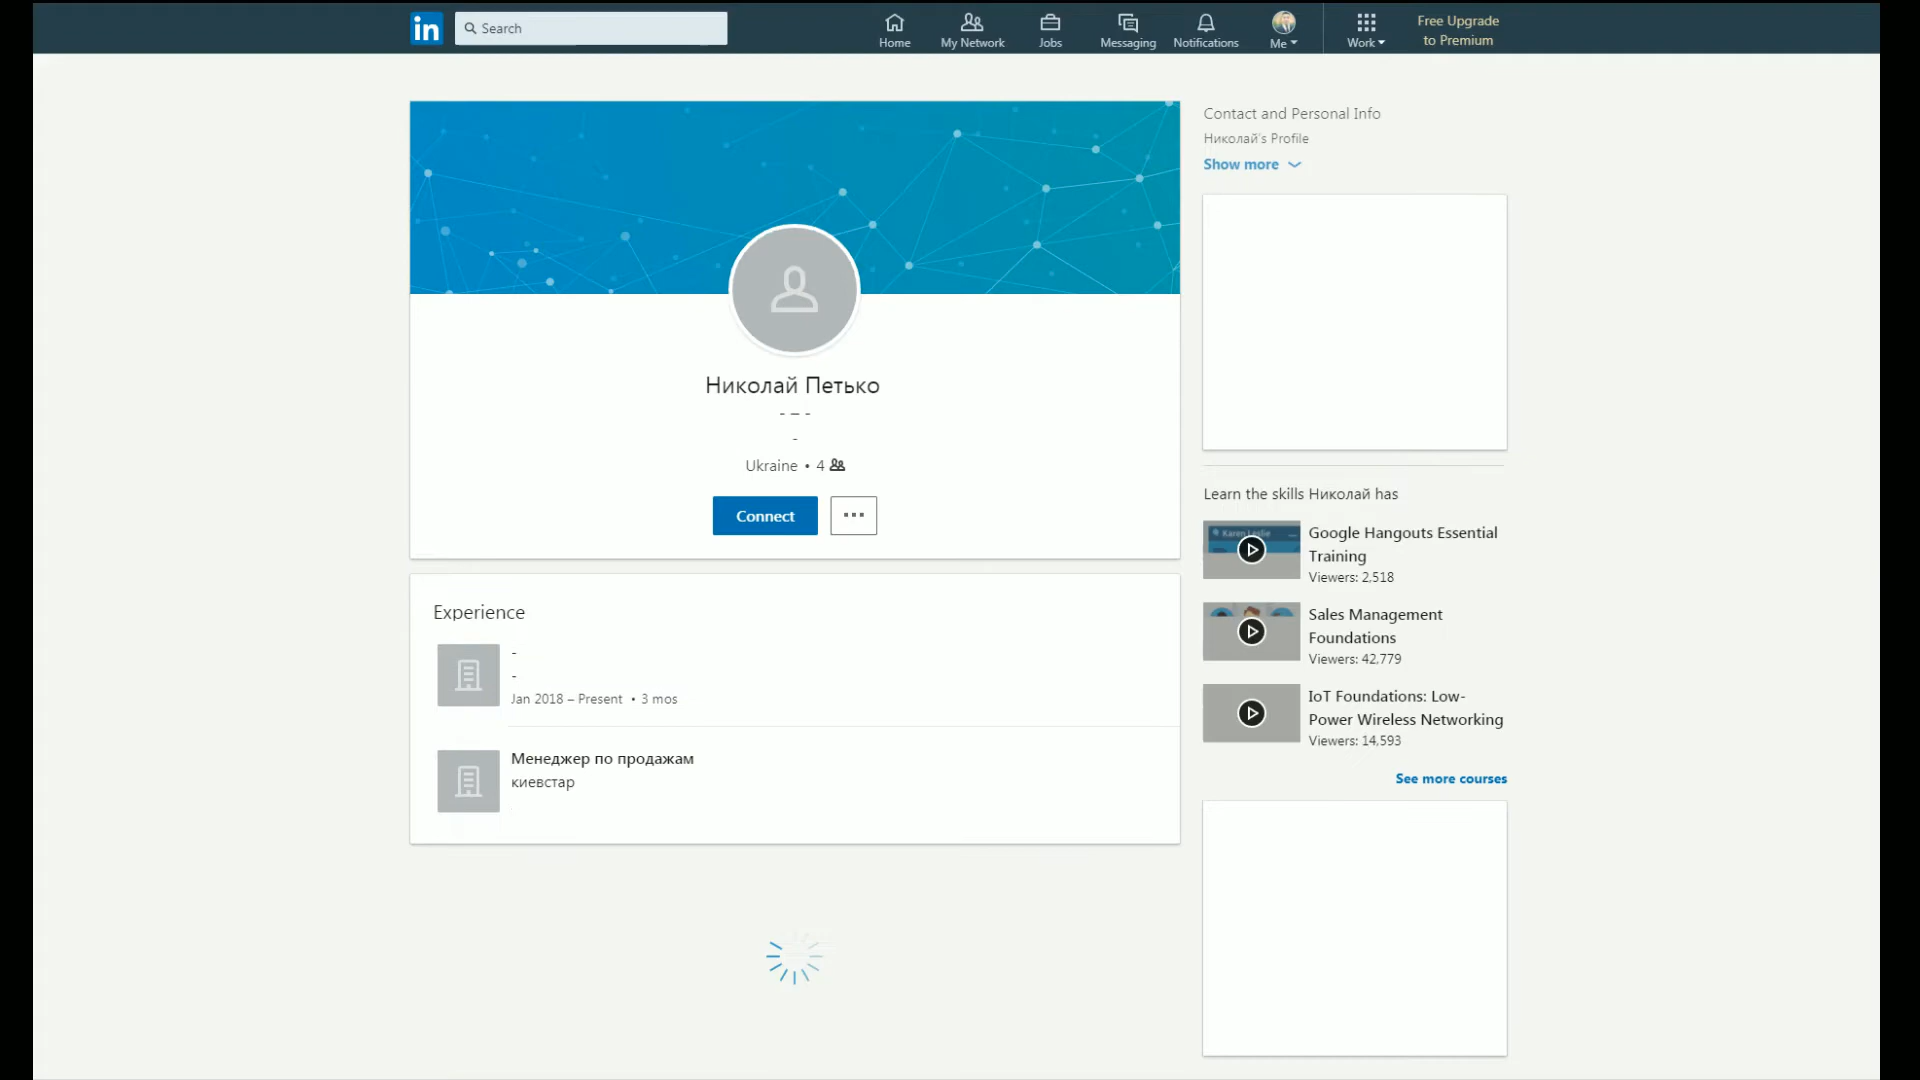 in
Search
Home
My Network
Jobs
Messaging
Notifications
Me
Work
Free Upgrade
to Premium
Николай Петько
- – -
-
Ukraine • 4
Connect
...
Experience
-
-
Jan 2018 – Present • 3 mos
Менеджер по продажам
киевстар
Contact and Personal Info
Николай's Profile
Show more
Learn the skills Николай has
Karen Leslie
Google Hangouts Essential
Training
Viewers: 2,518
Sales Management
Foundations
Viewers: 42,779
IoT Foundations: Low-
Power Wireless Networking
Viewers: 14,593
See more courses